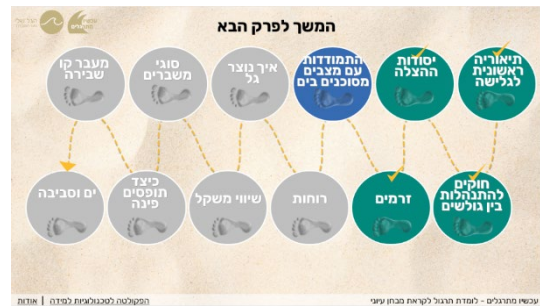 המשך לפרק הבא
תיאוריה
ראשונית
לגלישה
יסודות
ההצלה
התמודדות
עם מצבים
מסוכנים בים
איך נוצר
גל
סוגי
משברים
מעבר קו
שבירה
חוקים
להתנהלות
בין גולשים
זרמים
רוחות
שיווי משקל
כיצד
תופסים
פינה
ים וסביבה
עכשיו מתרגלים - לומדת תרגול לקראת מבחן עיוני
הפקולטה לטכנולוגיות למידה | אודות